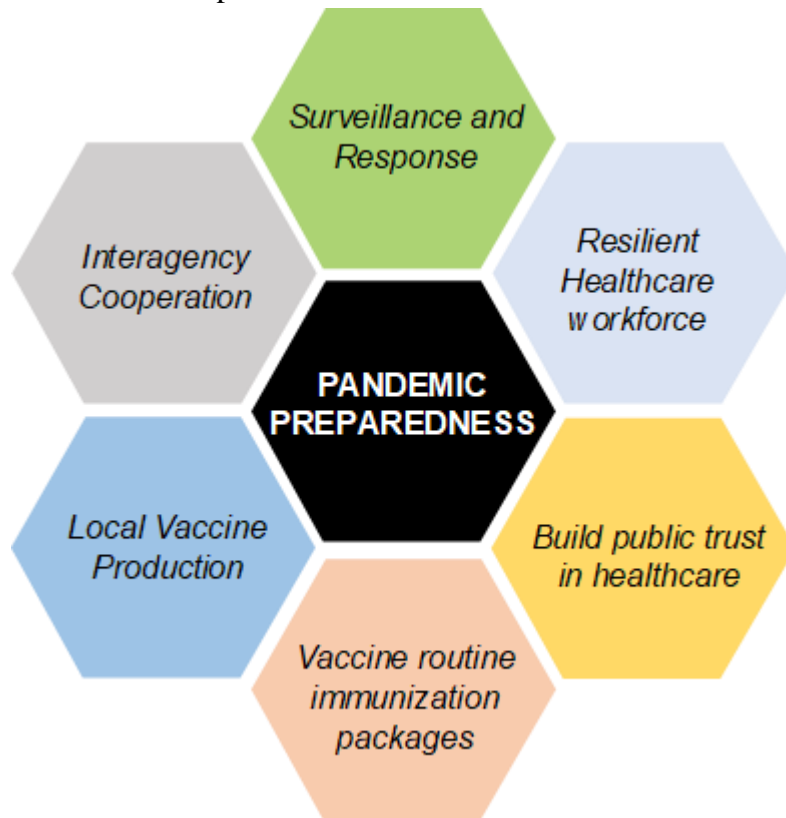 Surveillance and
Response
Interagency
Cooperation
Resilient
Healthcare
workforce
PANDEMIC
PREPAREDNESS
Local Vaccine
Production
Build public trust
in healthcare
Vaccine routine
immunization
packages